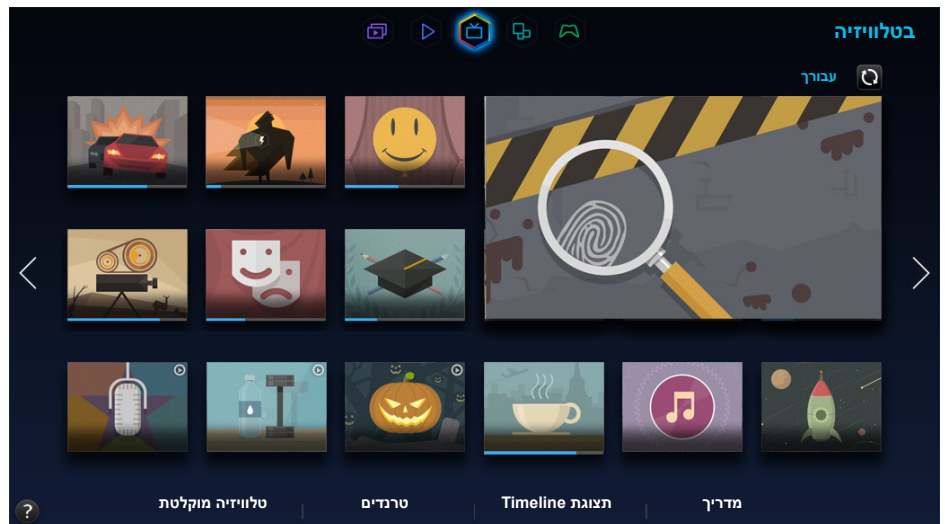 בטלוויזיה
עבורך
מדריך
תצוגת Timeline
טרנדים
טלוויזיה מוקלטת
?